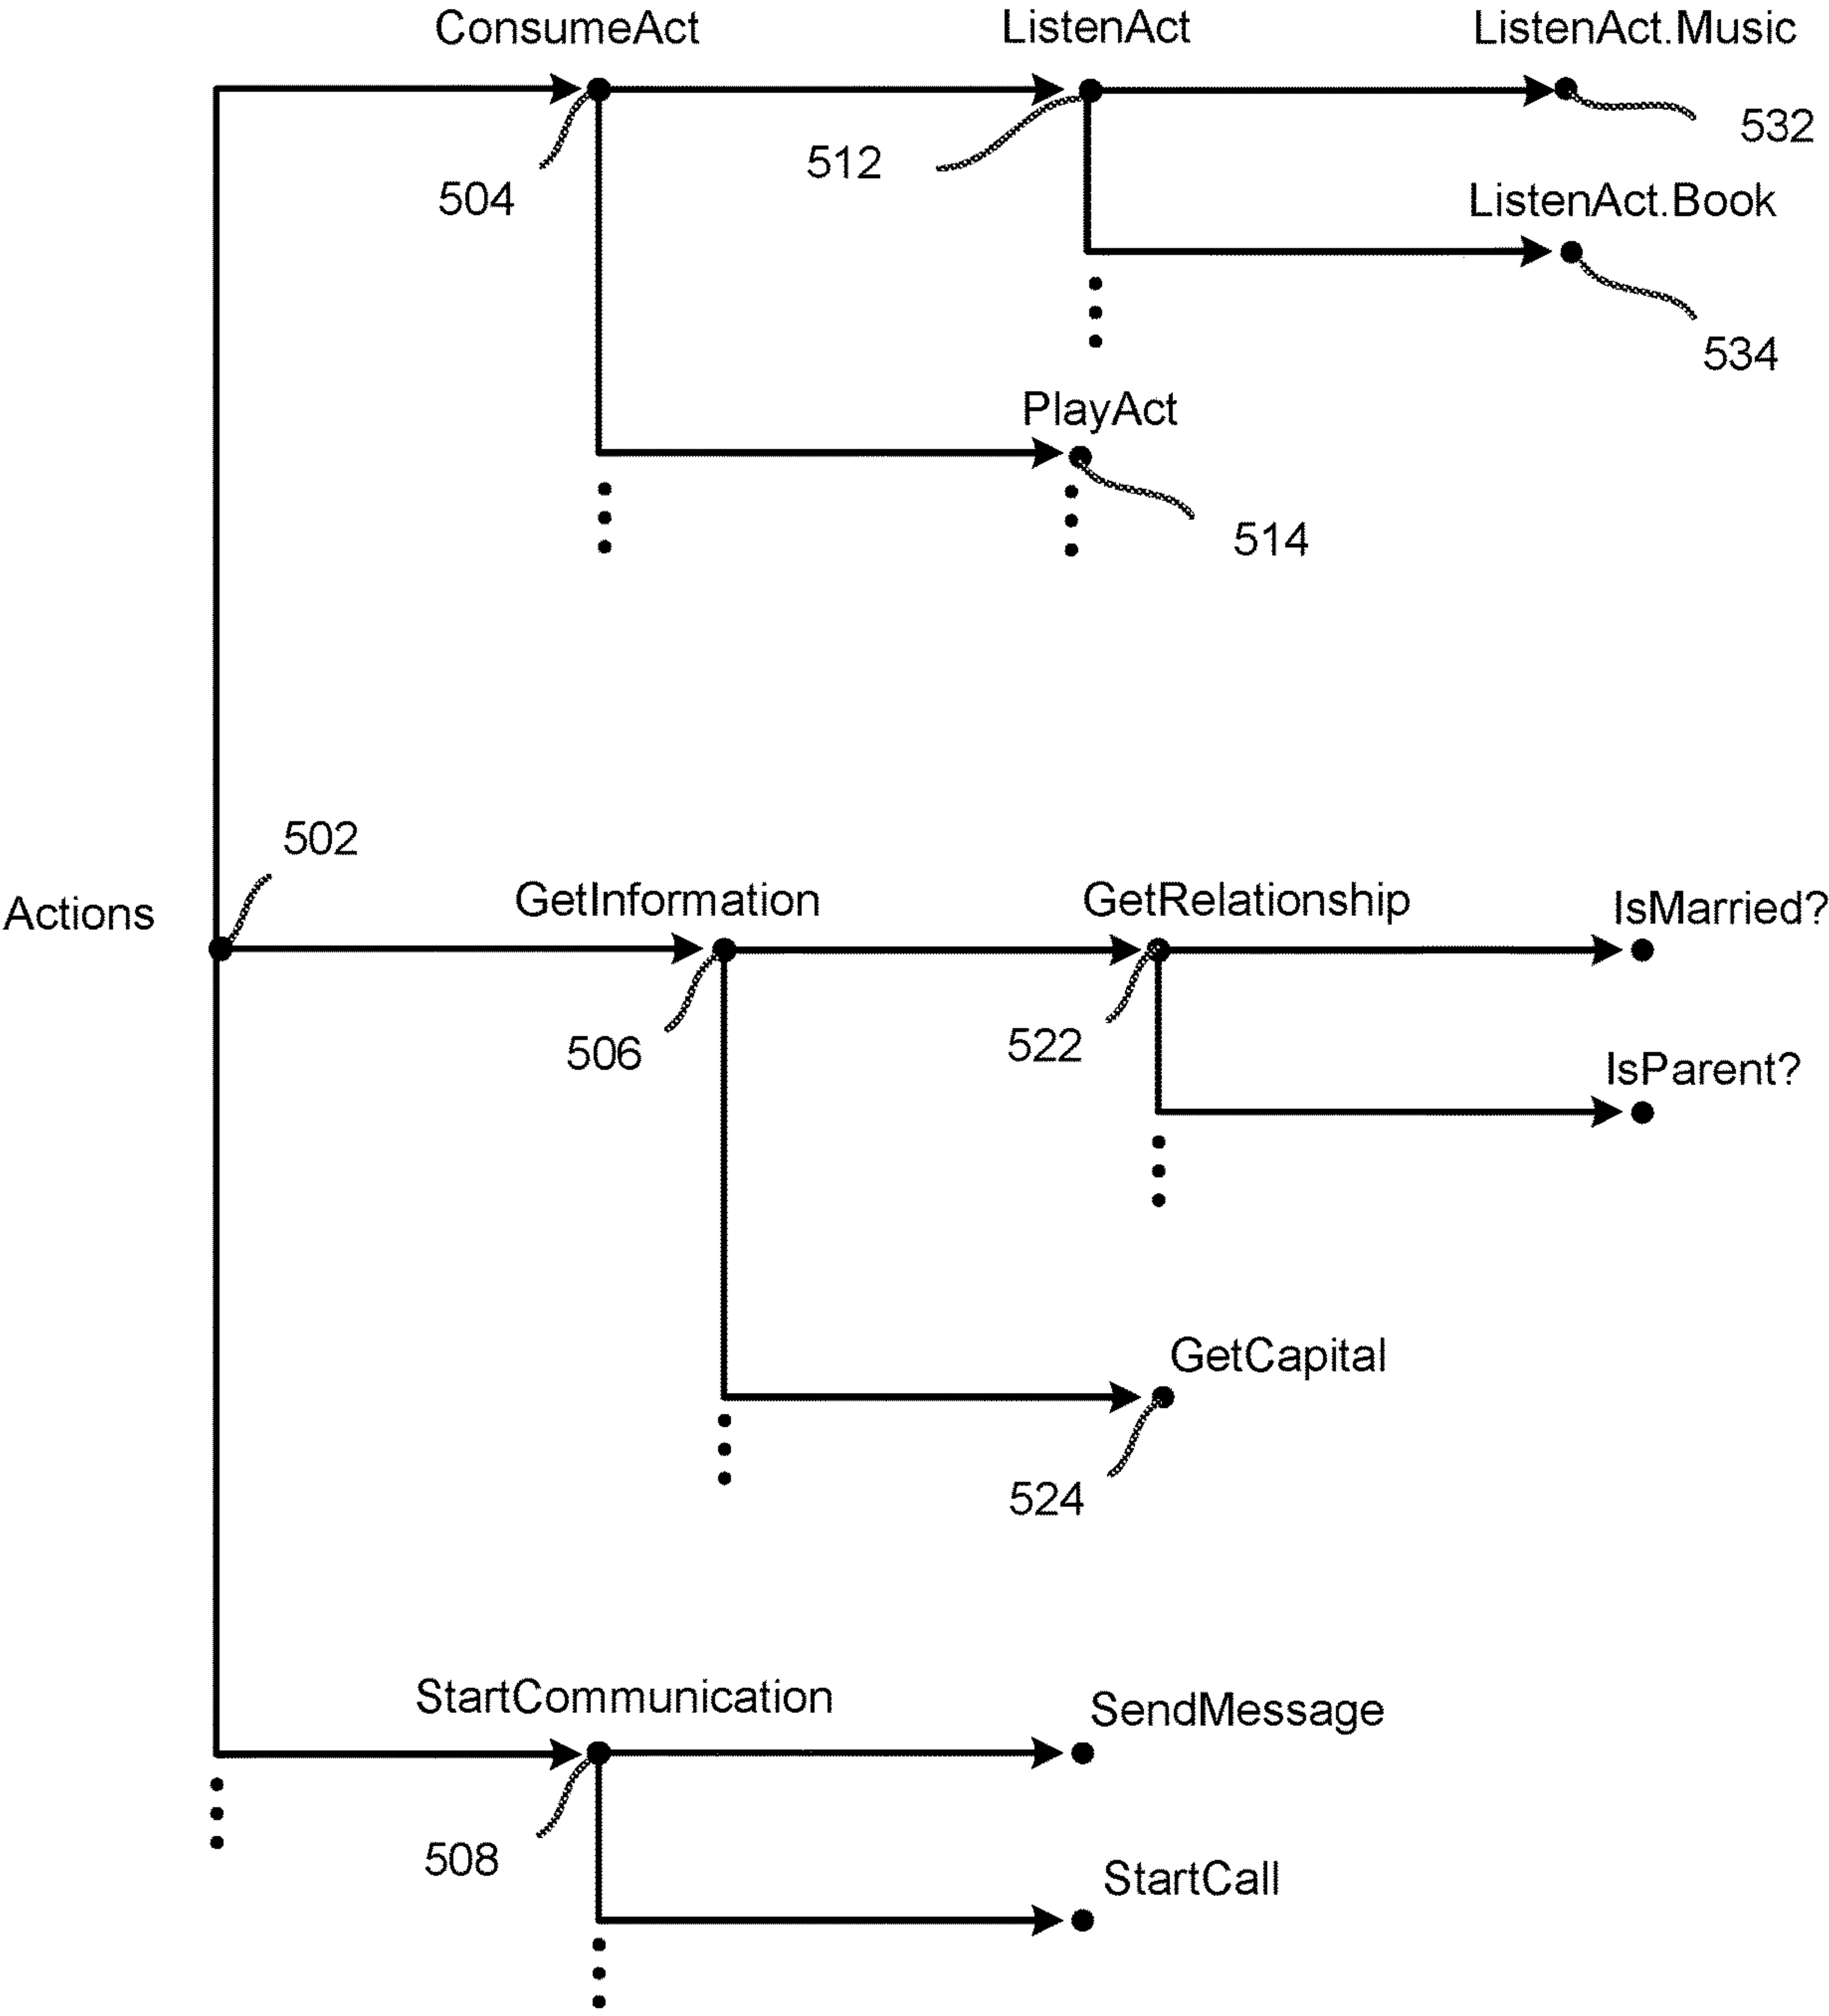 ConsumeAct
ListenAct
ListenAct.Music
532
512
504
ListenAct.Book
534
PlayAct
514
502
Actions
GetInformation
GetRelationship
IsMarried?
506
522
IsParent?
GetCapital
524
StartCommunication
SendMessage
508
StartCall